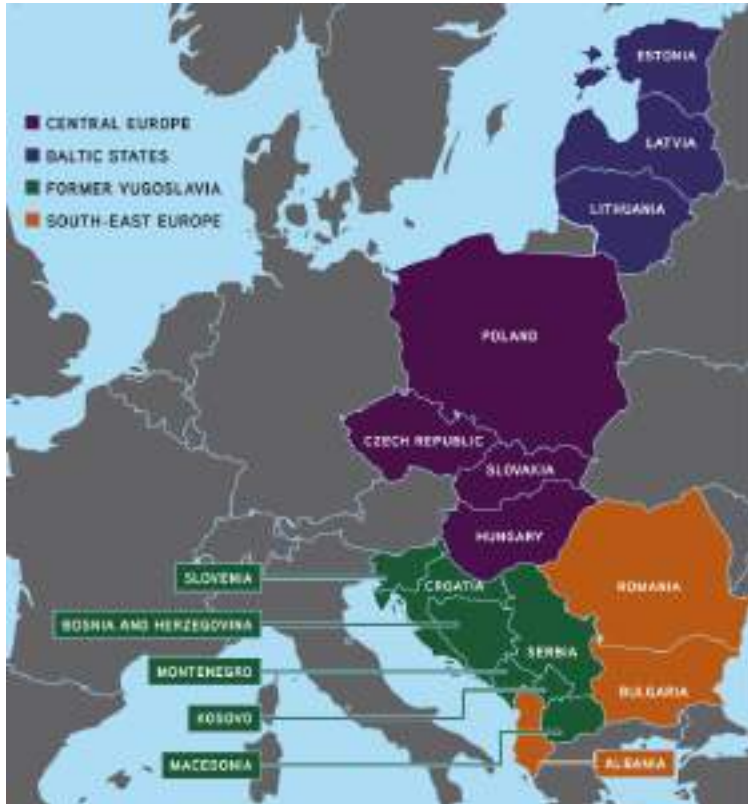 ESTONIA
CENTRAL EUROPE
BALTIC STATES
LATVIA
FORMER YUGOSLAVIA
LITHUANIA
SOUTH-EAST EUROPE
POLAND
CZECH REPUBLIC
SLOVAKIA
HUNGARY
SLOVENIA
CROATIA
ROMANIA
BOSNIA AND HERZEGOVINA
SERBIA
MONTENEGRO
BULGARIA
KOSOVO
MACEDONIA
ALBANIA